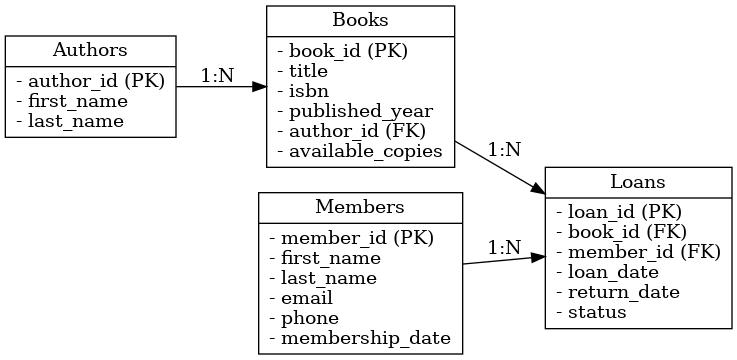 Authors
- author_id (PK)
- first_name
- last_name
1:N
Books
- book_id (PK)
- title
- isbn
- published_year
- author_id (FK)
- available_copies
1:N
Members
- member_id (PK)
- first_name
- last_name
- email
- phone
- membership_date
1:N
Loans
- loan_id (PK)
- book_id (FK)
- member_id (FK)
- loan_date
- return_date
- status